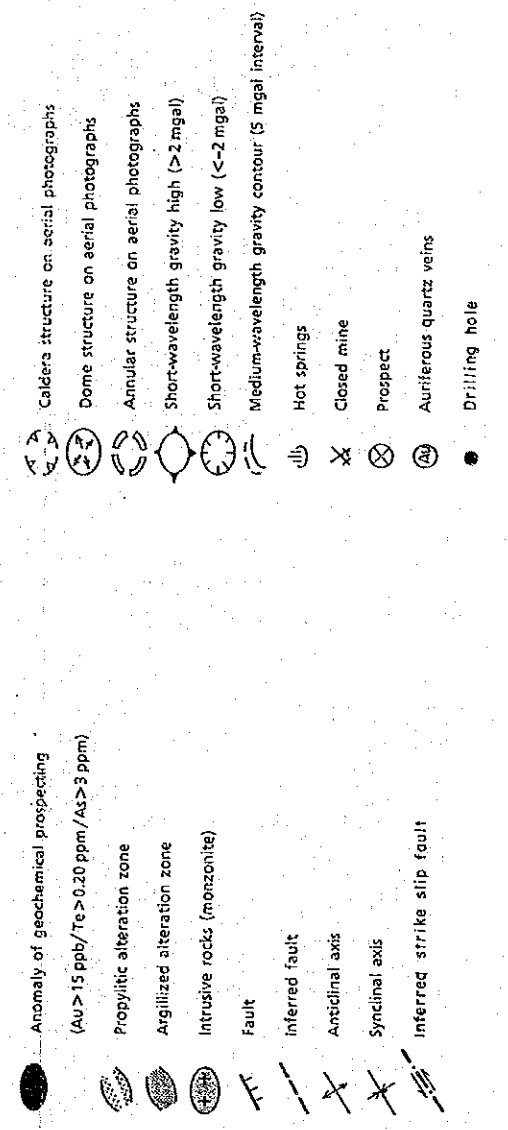 Anomaly of geochemical prospecting
(Au>15 ppb/Te>0.20 ppm/As>3 ppm)
Propylitic alteration zone
Argillized alteration zone
Intrusive rocks (monzonite)
Fault
Inferred fault
Anticlinal axis
Synclinal axis
Inferred strike slip fault
Caldera structure on aerial photographs
Dome structure on aerial photographs
Annular structure on aerial photographs
Short-wavelength gravity high (>2 mgal)
Short-wavelength gravity low (<-2 mgal)
Medium-wavelength gravity contour (5 mgal interval)
Hot springs
Closed mine
Prospect
Au Auriferous quartz veins
Drilling hole